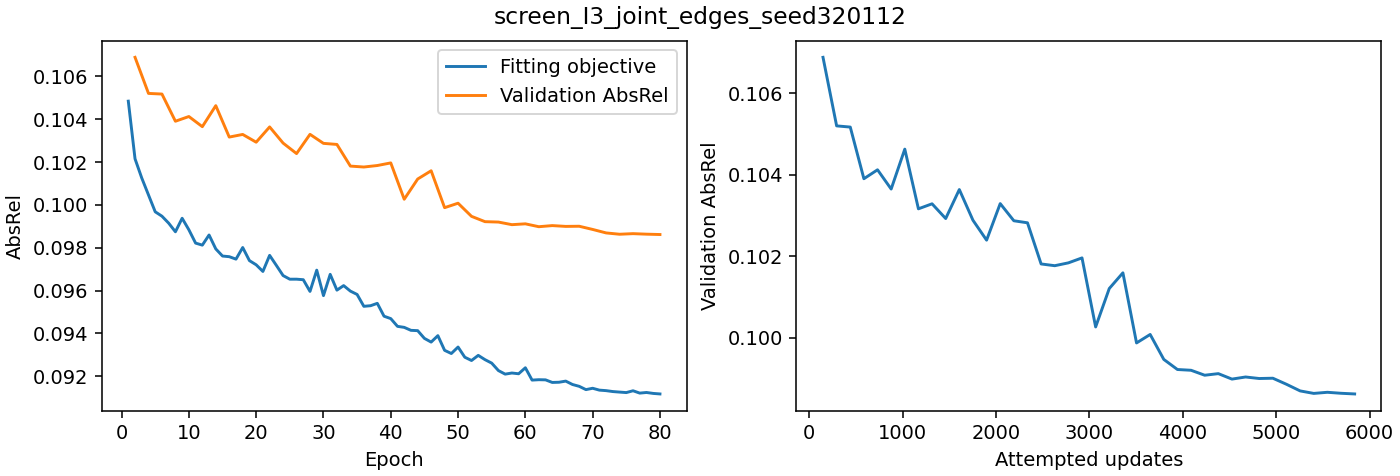 screen_I3_joint_edges_seed320112
AbsRel
0.106
0.104
0.102
0.100
0.098
0.096
0.094
0.092
Fitting objective
Validation AbsRel
0 10 20 30 40 50 60 70 80
Epoch
Validation AbsRel
0.106
0.104
0.102
0.100
0 1000 2000 3000 4000 5000 6000
Attempted updates